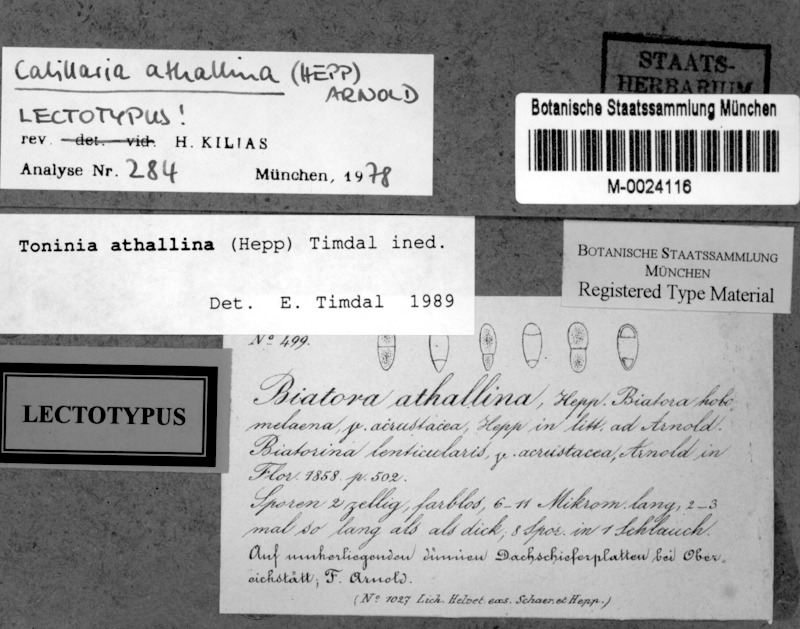 Catillaria athallina (HEPP)
ARNOLD
LECTOTYPUS!
rev. det. vid. H. KILIAS
Analyse Nr. 284 München, 1978
STAATS-
HERBARIUM
Botanische Staatssammlung München
M-0024116
Toninia athallina (Hepp) Timdal ined.
Det. E. Timdal 1989
BOTANISCHE STAATSSAMMLUNG
MÜNCHEN
Registered Type Material
LECTOTYPUS
No 499.
Biatora athallina, Hepp. Biatora holo,
melaena, γ. acrustacea, Hepp in litt. ad Arnold.
Biatorina lenticularis, γ. acrustacea, Arnold in
Flor. 1858. p. 502.
Sporen 2 zellig, farblos, 6-11 Mikrom. lang, 2-3
mal so lang als als dick, 8 Spor. in 1 Schlauch.
Auf umherliegenden dünnen Dachschieferplatten bei Ober,
eichstätt; F. Arnold.
(No 1027 Lich. Helvet. exs. Schaer. et Hepp.)